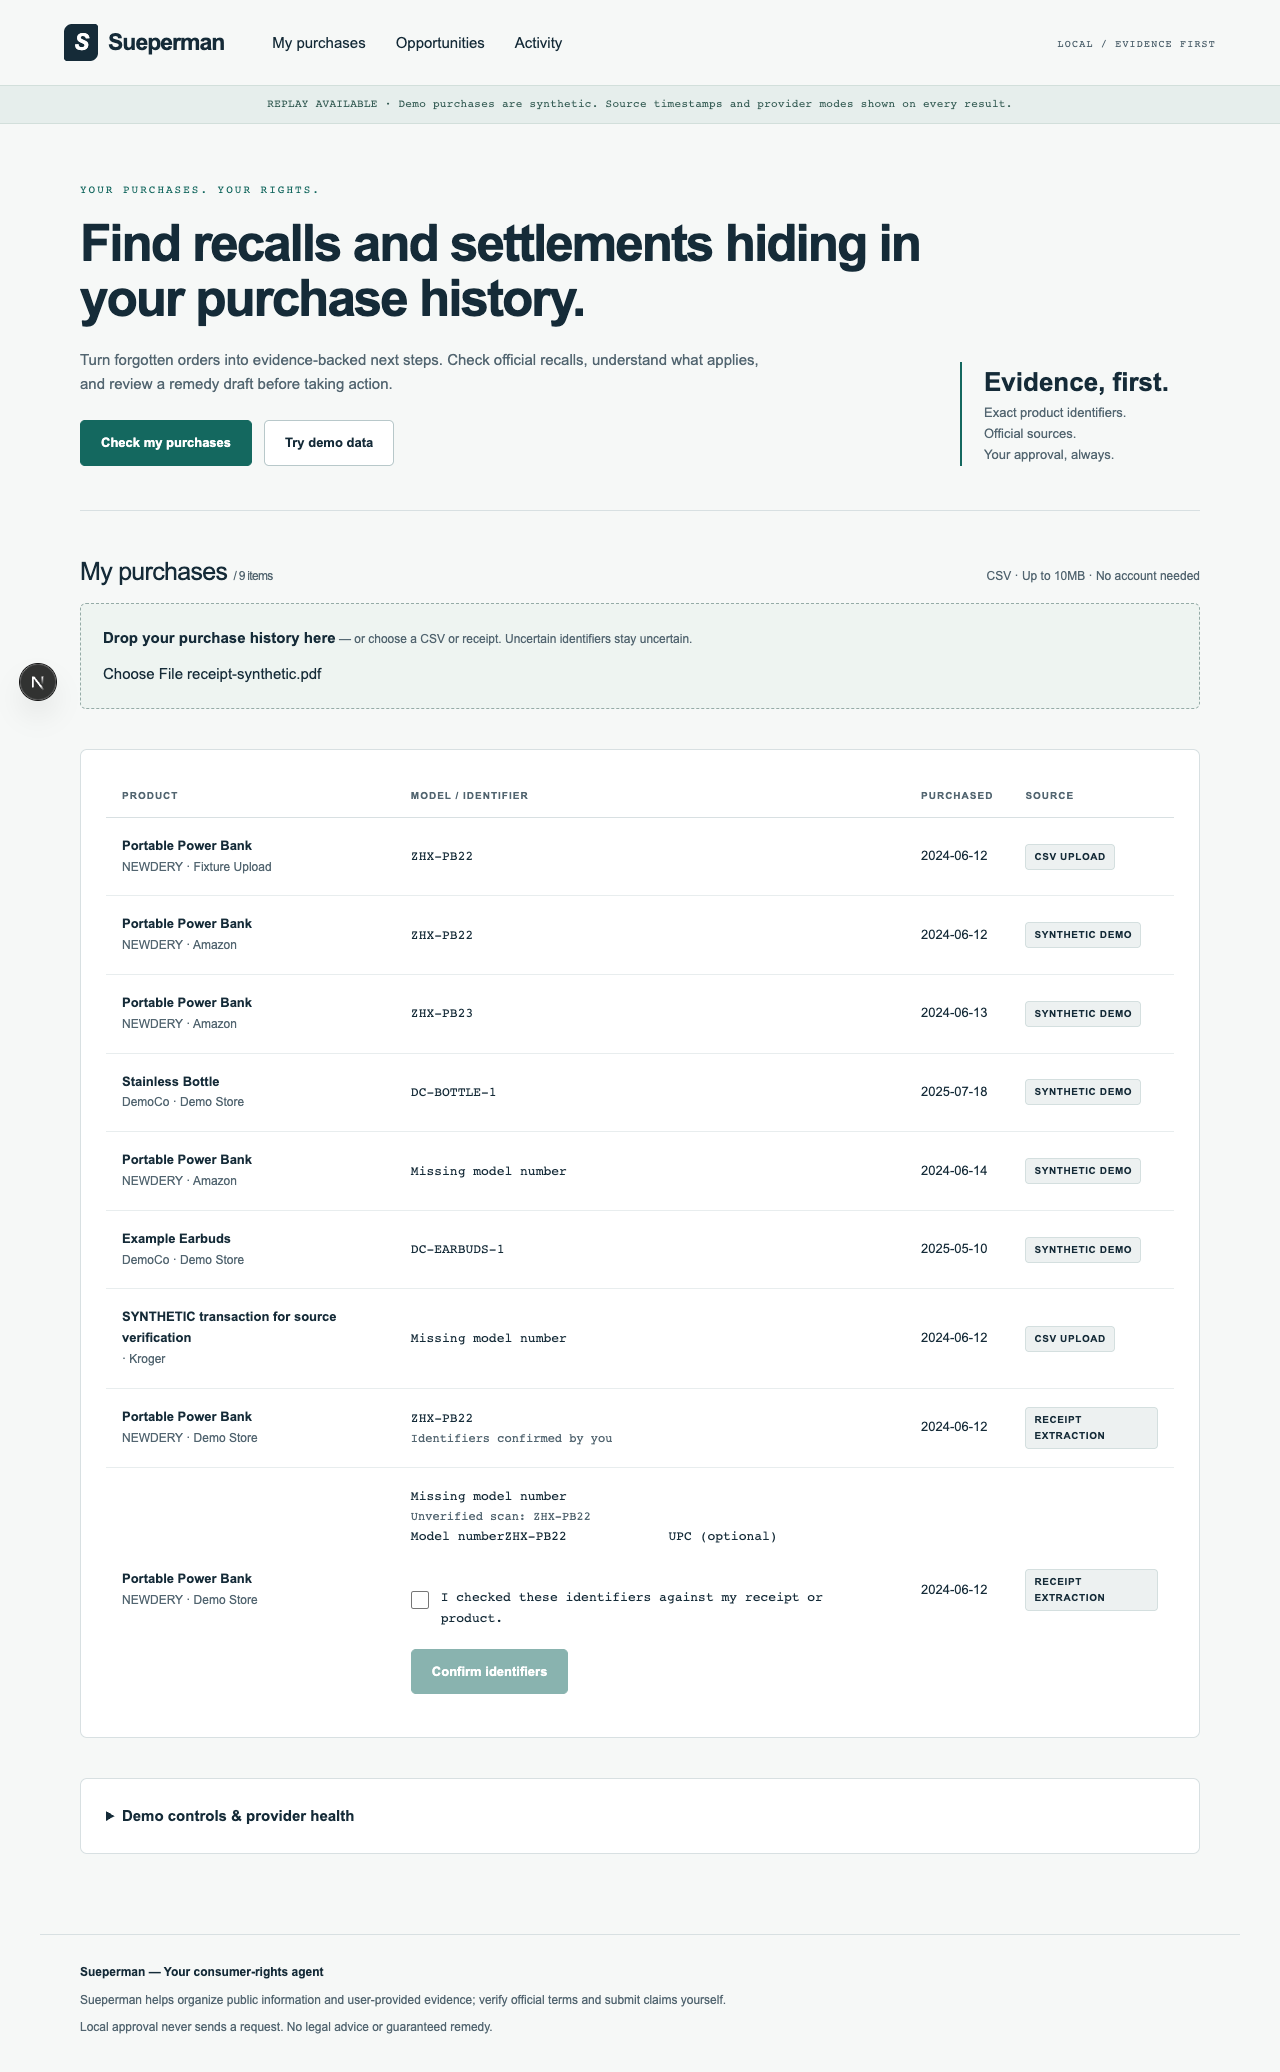 S Sueperman My purchases Opportunities Activity LOCAL / EVIDENCE FIRST
REPLAY AVAILABLE · Demo purchases are synthetic. Source timestamps and provider modes shown on every result.
YOUR PURCHASES. YOUR RIGHTS.
Find recalls and settlements hiding in
your purchase history.
Turn forgotten orders into evidence-backed next steps. Check official recalls, understand what applies,
and review a remedy draft before taking action.
Check my purchases Try demo data
Evidence, first.
Exact product identifiers.
Official sources.
Your approval, always.
My purchases / 9 items CSV · Up to 10MB · No account needed
Drop your purchase history here — or choose a CSV or receipt. Uncertain identifiers stay uncertain.
Choose File receipt-synthetic.pdf
N
PRODUCT MODEL / IDENTIFIER PURCHASED SOURCE
Portable Power Bank
NEWDERY · Fixture Upload
ZHX-PB22 2024-06-12 CSV UPLOAD
Portable Power Bank
NEWDERY · Amazon
ZHX-PB22 2024-06-12 SYNTHETIC DEMO
Portable Power Bank
NEWDERY · Amazon
ZHX-PB23 2024-06-13 SYNTHETIC DEMO
Stainless Bottle
DemoCo · Demo Store
DC-BOTTLE-1 2025-07-18 SYNTHETIC DEMO
Portable Power Bank
NEWDERY · Amazon
Missing model number 2024-06-14 SYNTHETIC DEMO
Example Earbuds
DemoCo · Demo Store
DC-EARBUDS-1 2025-05-10 SYNTHETIC DEMO
SYNTHETIC transaction for source
verification
· Kroger
Missing model number 2024-06-12 CSV UPLOAD
Portable Power Bank
NEWDERY · Demo Store
ZHX-PB22
Identifiers confirmed by you
2024-06-12
RECEIPT
EXTRACTION
Portable Power Bank
NEWDERY · Demo Store
Missing model number
Unverified scan: ZHX-PB22
Model numberZHX-PB22 UPC (optional)
I checked these identifiers against my receipt or
product.
Confirm identifiers
2024-06-12
RECEIPT
EXTRACTION
Demo controls & provider health
Sueperman — Your consumer-rights agent
Sueperman helps organize public information and user-provided evidence; verify official terms and submit claims yourself.
Local approval never sends a request. No legal advice or guaranteed remedy.